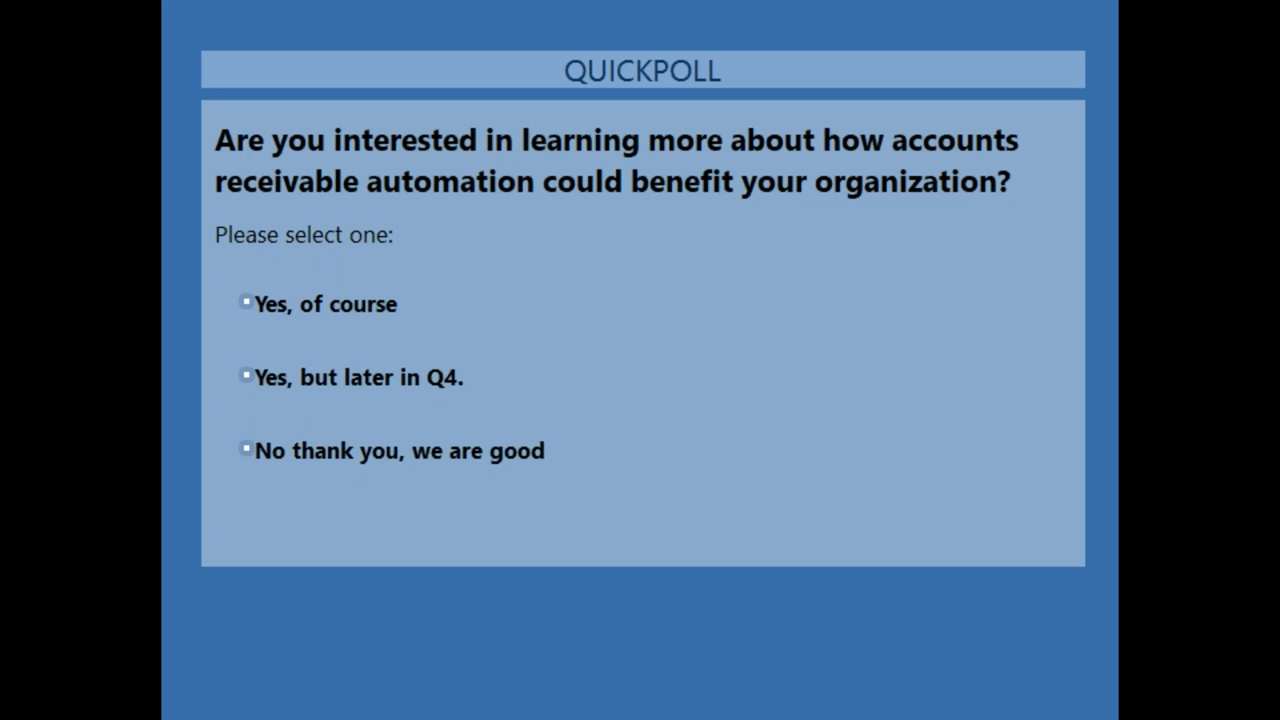 QUICKPOLL
Are you interested in learning more about how accounts
receivable automation could benefit your organization?
Please select one:
Yes, of course
Yes, but later in Q4.
No thank you, we are good